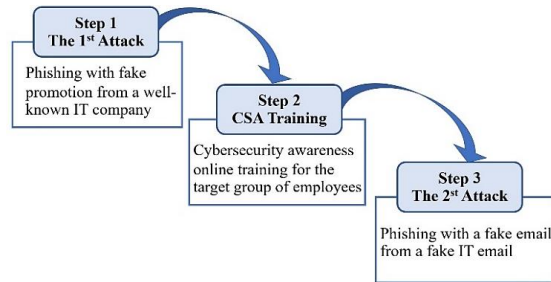 Step 1
The 1st Attack
Phishing with fake
promotion from a well-
known IT company
Step 2
CSA Training
Cybersecurity awareness
online training for the
target group of employees
Step 3
The 2st Attack
Phishing with a fake email
from a fake IT email